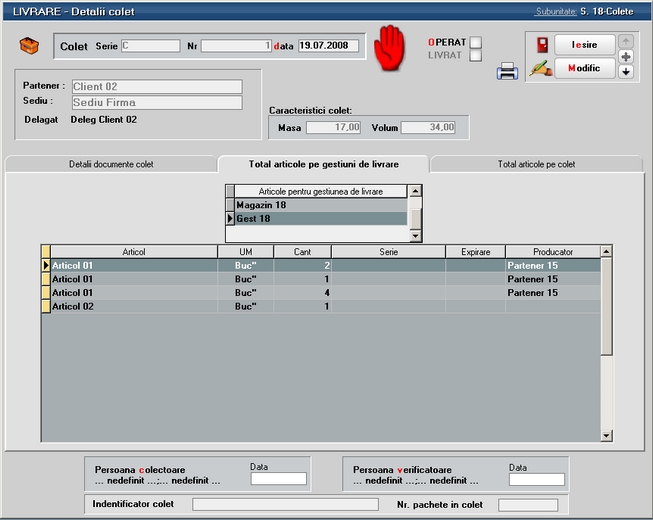 LIVRARE - Detalii colet Subunitate: S. 18-Colete
Colet Serie C Nr 1 data 19.07.2008
OPERAT
LIVRAT
Iesire
Modific
Partener : Client 02
Sediu : Sediu Firma
Delagat Deleg Client 02
Caracteristici colet:
Masa 17,00 Volum 34,00
Detalii documente colet Total articole pe gestiuni de livrare Total articole pe colet
Articole pentru gestiunea de livrare
Magazin 18
Gest 18
Articol UM Cant Serie Expirare Producator
Articol 01 Buc" 2 Partener 15
Articol 01 Buc" 1 Partener 15
Articol 01 Buc" 4 Partener 15
Articol 02 Buc" 1
Persoana colectoare Data
... nedefinit ...;... nedefinit ...
Persoana verificatoare Data
... nedefinit ...;... nedefinit ...
Indentificator colet Nr. pachete in colet